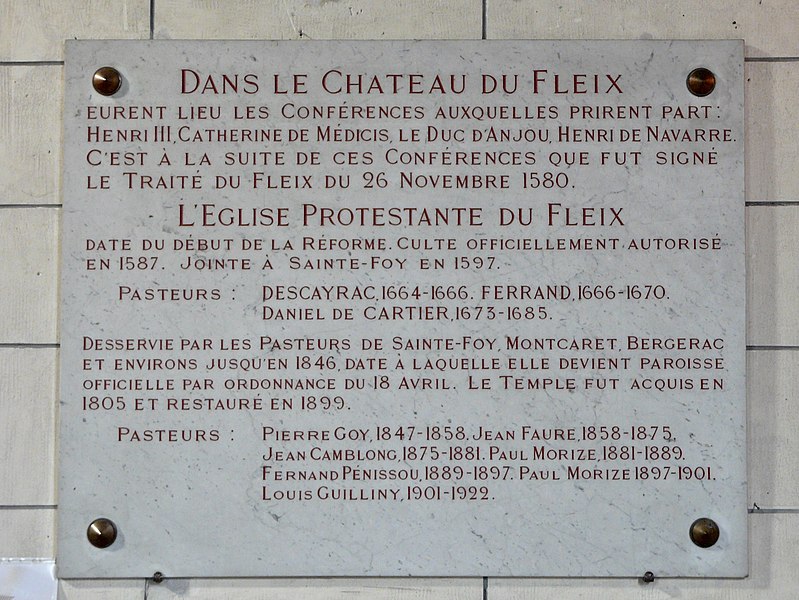 DANS LE CHATEAU DU FLEIX
EURENT LIEU LES CONFÉRENCES AUXQUELLES PRIRENT PART:
HENRI III, CATHERINE DE MÉDICIS, LE DUC D'ANJOU, HENRI DE NAVARRE.
C'EST À LA SUITE DE CES CONFÉRENCES QUE FUT SIGNÉ
LE TRAITÉ DU FLEIX DU 26 NOVEMBRE 1580.
L'EGLISE PROTESTANTE DU FLEIX
DATE DU DÉBUT DE LA RÉFORME. CULTE OFFICIELLEMENT AUTORISÉ
EN 1587. JOINTE À SAINTE-FOY EN 1597.
PASTEURS : DESCAYRAC, 1664-1666. FERRAND, 1666-1670.
DANIEL DE CARTIER, 1673-1685.
DESSERVIE PAR LES PASTEURS DE SAINTE-FOY, MONTCARET, BERGERAC
ET ENVIRONS JUSQU'EN 1846, DATE À LAQUELLE ELLE DEVIENT PAROISSE
OFFICIELLE PAR ORDONNANCE DU 18 AVRIL. LE TEMPLE FUT ACQUIS EN
1805 ET RESTAURÉ EN 1899.
PASTEURS : PIERRE GOY, 1847-1858. JEAN FAURE, 1858-1875.
JEAN CAMBLONG, 1875-1881. PAUL MORIZE, 1881-1889.
FERNAND PÉNISSOU, 1889-1897. PAUL MORIZE 1897-1901.
LOUIS GUILLINY, 1901-1922.